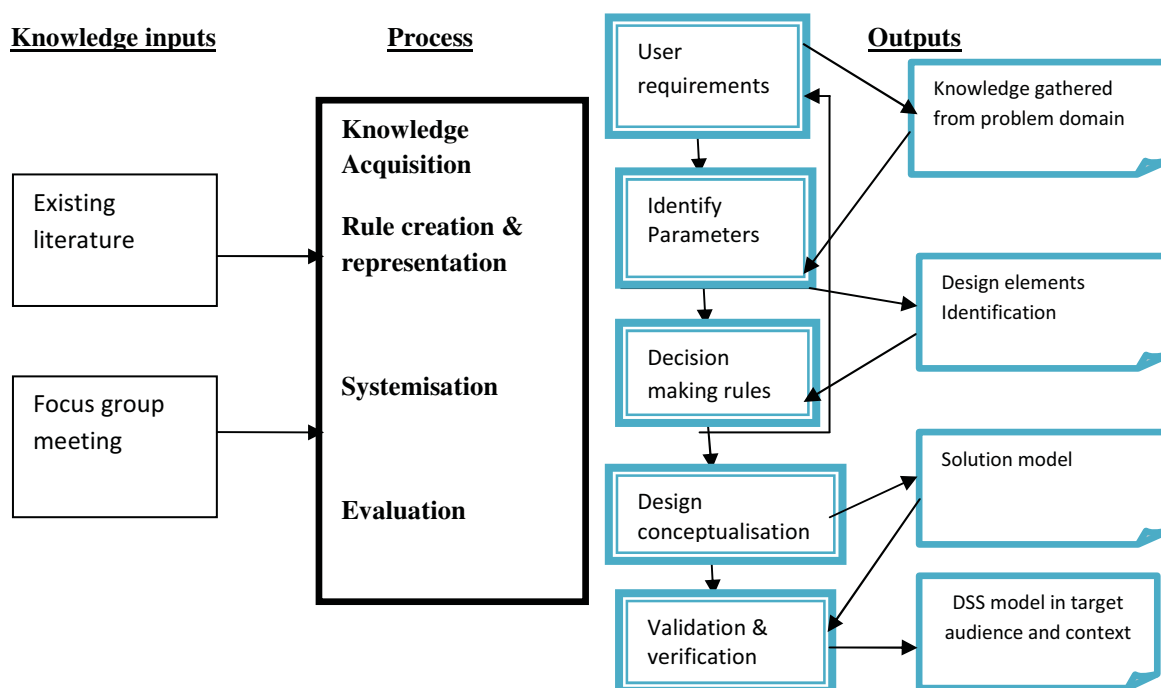 Knowledge inputs
Process
Outputs
Existing
literature
Focus group
meeting
Knowledge
Acquisition
Rule creation &
representation
Systemisation
Evaluation
User
requirements
Identify
Parameters
Decision
making rules
Design
conceptualisation
Validation &
verification
Knowledge gathered
from problem domain
Design elements
Identification
Solution model
DSS model in target
audience and context